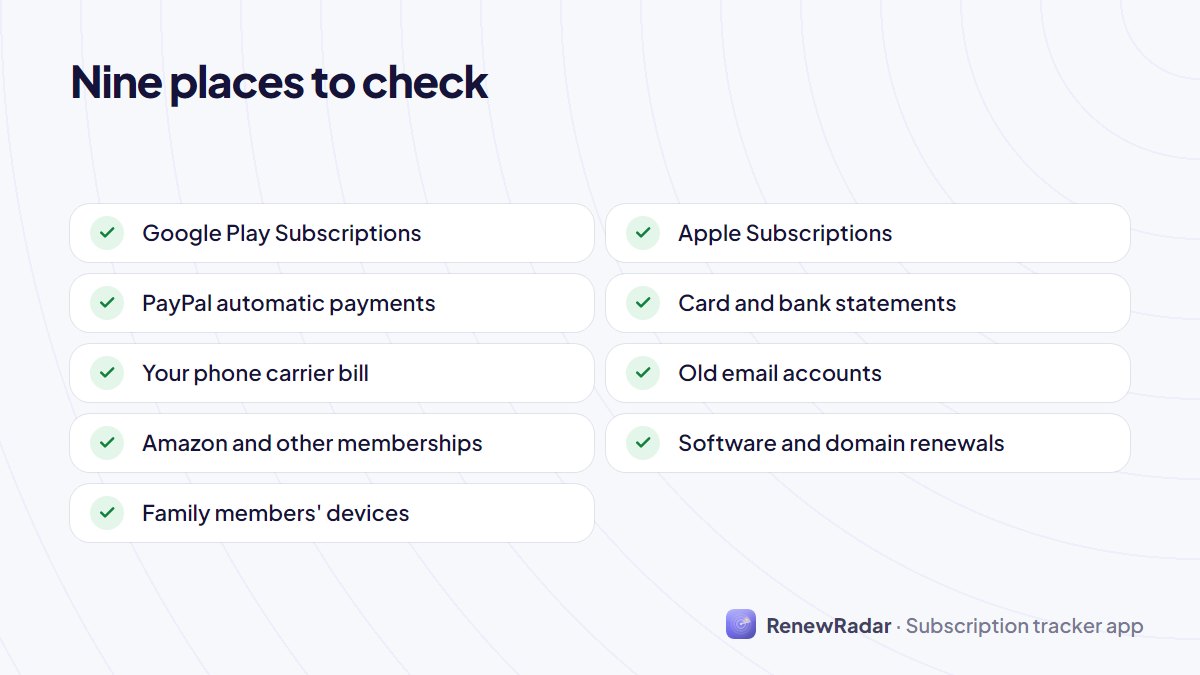 Nine places to check
Google Play Subscriptions
Apple Subscriptions
PayPal automatic payments
Card and bank statements
Your phone carrier bill
Old email accounts
Amazon and other memberships
Software and domain renewals
Family members' devices
RenewRadar · Subscription tracker app